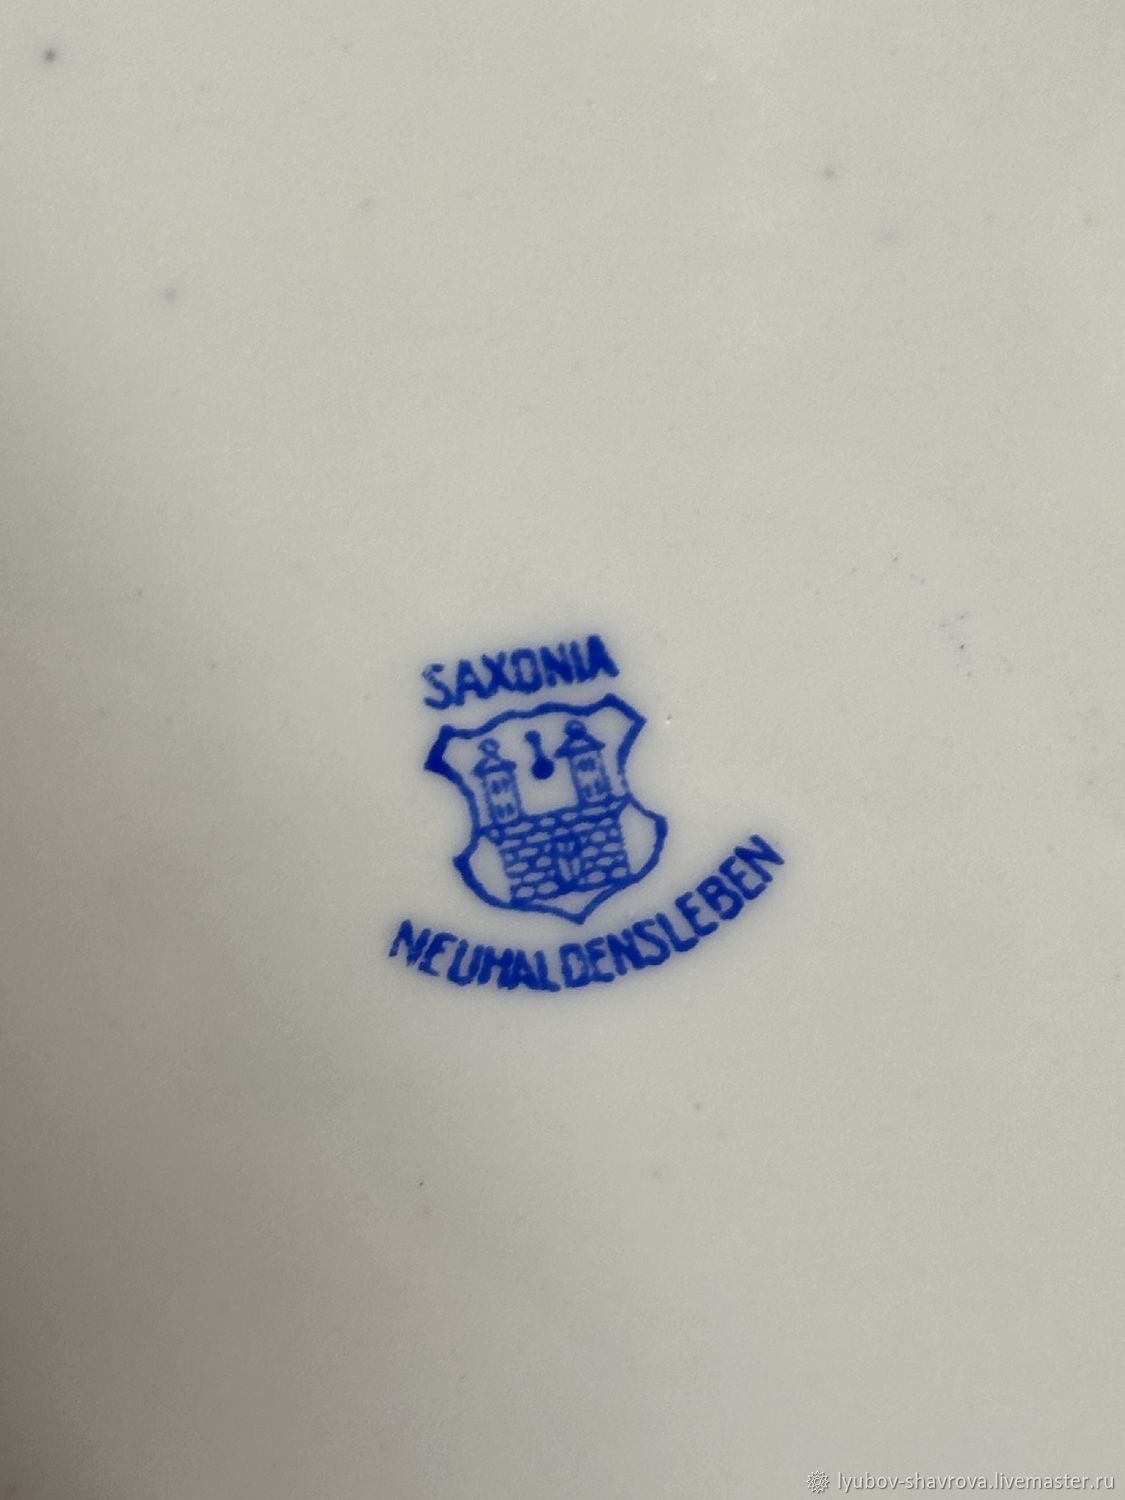 SAXONIA
NEUHALDENSLEBEN
lyubov-shavrova.livemaster.ru